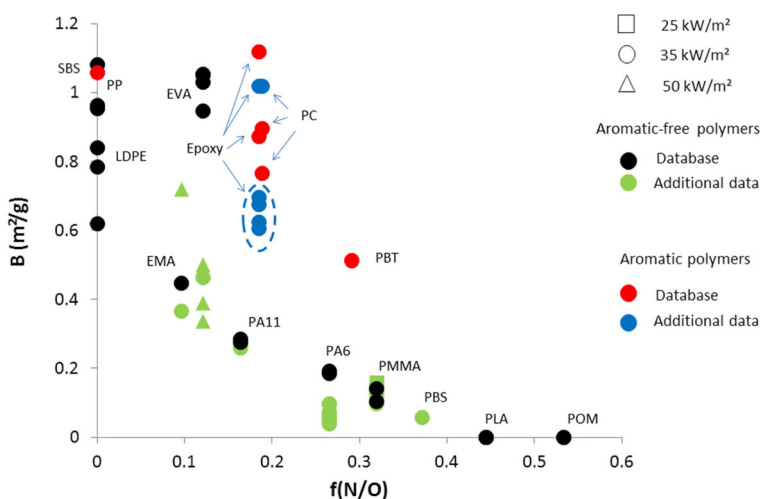 1.2
1
0.8
0.6
0.4
0.2
0
B (m²/g)
0
0.1
0.2
0.3
0.4
0.5
0.6
f(N/O)
SBS
PP
LDPE
EVA
Epoxy
PC
EMA
PA11
PBT
PA6
PMMA
PBS
PLA
POM
25 kW/m²
35 kW/m²
50 kW/m²
Aromatic-free polymers
Database
Additional data
Aromatic polymers
Database
Additional data